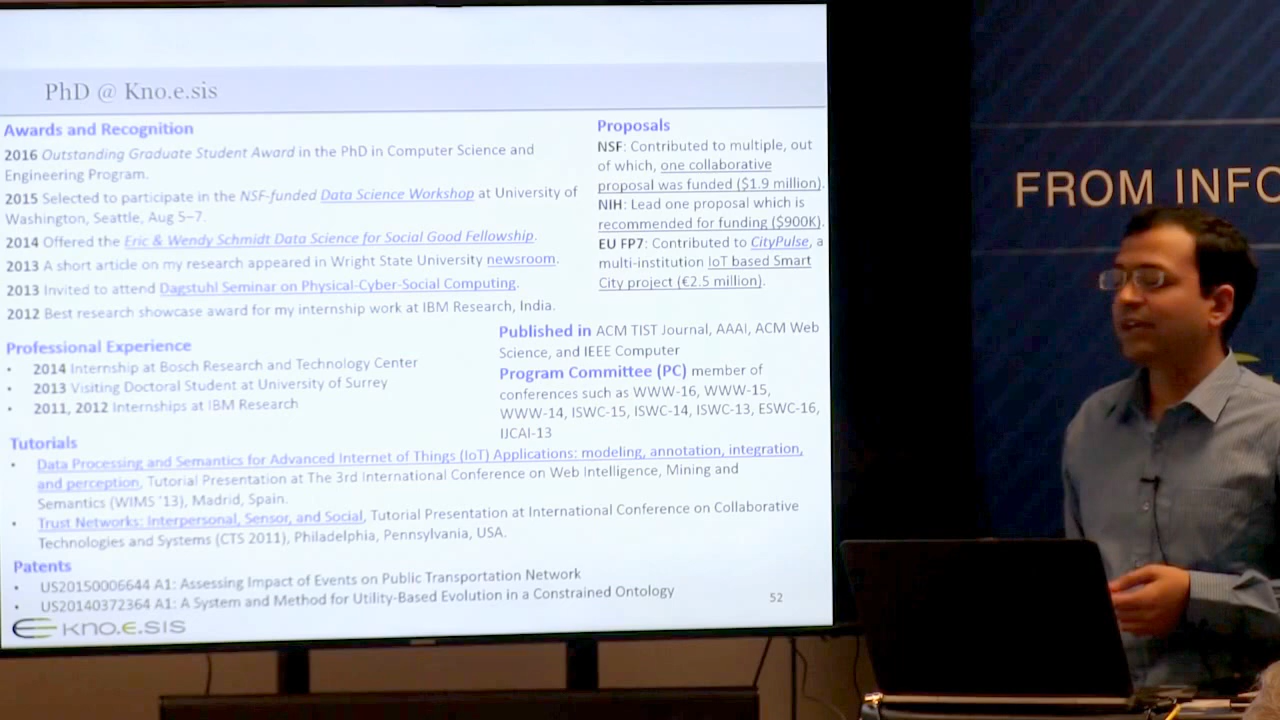 PhD @ Kno.e.sis
Awards and Recognition
2016 Outstanding Graduate Student Award in the PhD in Computer Science and
Engineering Program.
2015 Selected to participate in the NSF-funded Data Science Workshop at University of
Washington, Seattle, Aug 5–7.
2014 Offered the Eric & Wendy Schmidt Data Science for Social Good Fellowship.
2013 A short article on my research appeared in Wright State University newsroom.
2013 Invited to attend Dagstuhl Seminar on Physical-Cyber-Social Computing.
2012 Best research showcase award for my internship work at IBM Research, India.
Proposals
NSF: Contributed to multiple, out
of which, one collaborative
proposal was funded ($1.9 million).
NIH: Lead one proposal which is
recommended for funding ($900K).
EU FP7: Contributed to CityPulse, a
multi-institution IoT based Smart
City project (€2.5 million).
Professional Experience
• 2014 Internship at Bosch Research and Technology Center
• 2013 Visiting Doctoral Student at University of Surrey
• 2011, 2012 Internships at IBM Research
Published in ACM TIST Journal, AAAI, ACM Web
Science, and IEEE Computer
Program Committee (PC) member of
conferences such as WWW-16, WWW-15,
WWW-14, ISWC-15, ISWC-14, ISWC-13, ESWC-16,
IJCAI-13
Tutorials
• Data Processing and Semantics for Advanced Internet of Things (IoT) Applications: modeling, annotation, integration,
and perception, Tutorial Presentation at The 3rd International Conference on Web Intelligence, Mining and
Semantics (WIMS '13), Madrid, Spain.
• Trust Networks: Interpersonal, Sensor, and Social, Tutorial Presentation at International Conference on Collaborative
Technologies and Systems (CTS 2011), Philadelphia, Pennsylvania, USA.
Patents
• US20150006644 A1: Assessing Impact of Events on Public Transportation Network
• US20140372364 A1: A System and Method for Utility-Based Evolution in a Constrained Ontology
52
KNO.E.SIS
FROM INFO